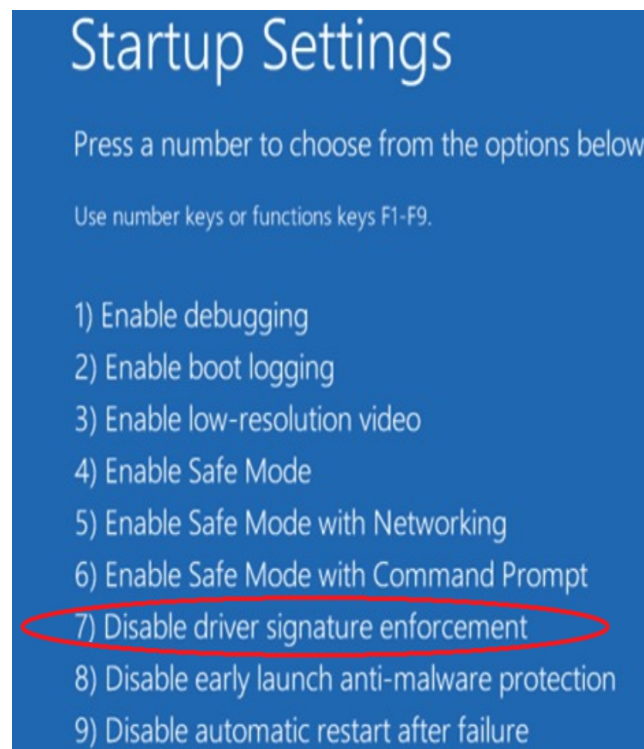 Startup Settings
Press a number to choose from the options below
Use number keys or functions keys F1-F9.
1) Enable debugging
2) Enable boot logging
3) Enable low-resolution video
4) Enable Safe Mode
5) Enable Safe Mode with Networking
6) Enable Safe Mode with Command Prompt
7) Disable driver signature enforcement
8) Disable early launch anti-malware protection
9) Disable automatic restart after failure